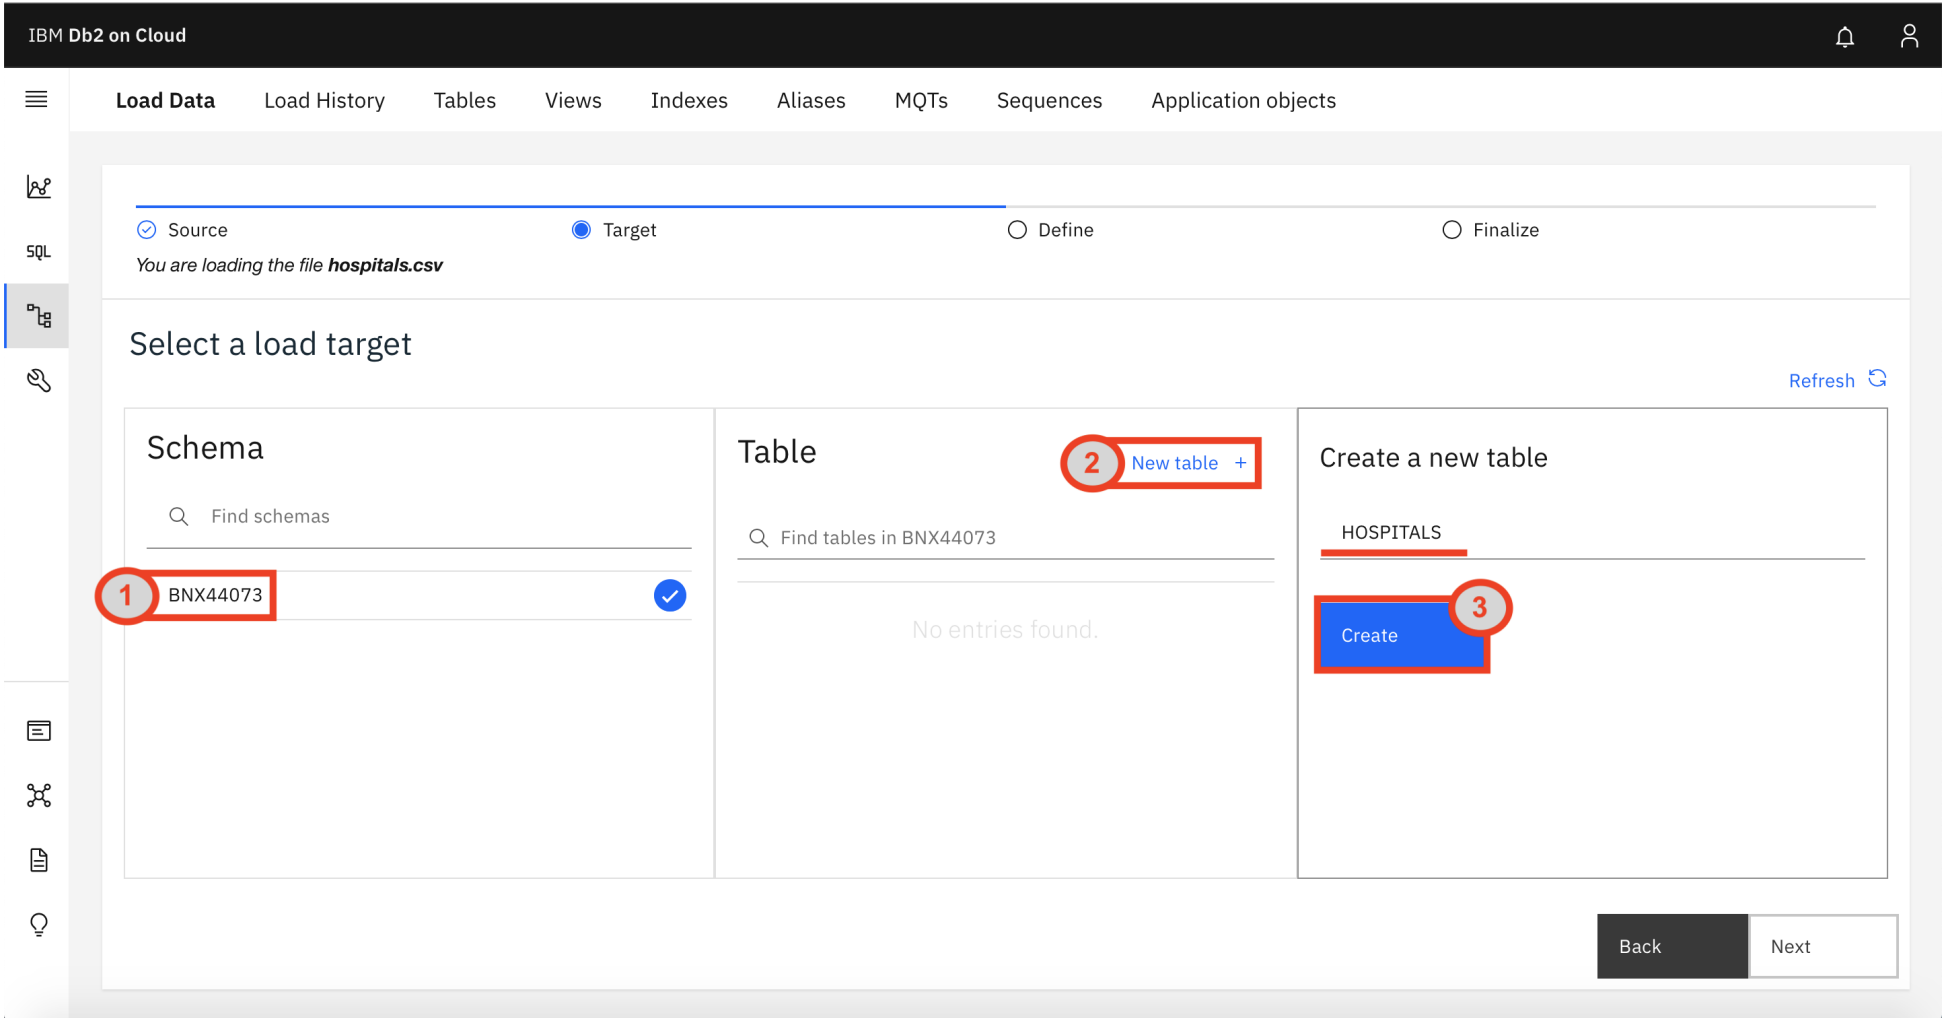 IBM Db2 on Cloud
Load Data Load History Tables Views Indexes Aliases MQTs Sequences Application objects
SQL
Source Target Define Finalize
You are loading the file hospitals.csv
Select a load target
Refresh
Schema
Find schemas
1 BNX44073
Table
2 New table +
Find tables in BNX44073
No entries found.
Create a new table
HOSPITALS
3
Create
Back Next